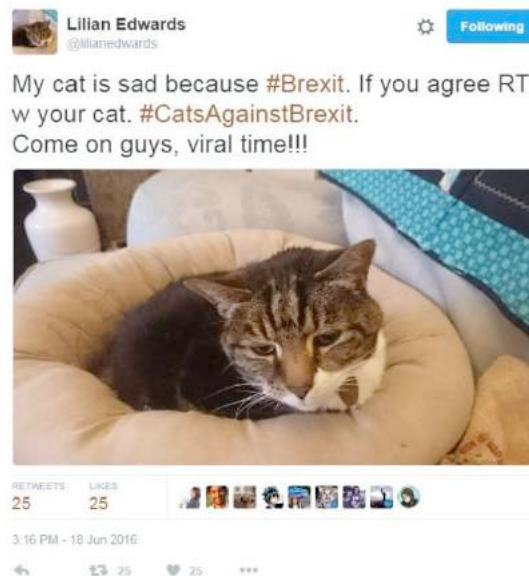 Lilian Edwards
@lilianedwards
Following
My cat is sad because #Brexit. If you agree RT
w your cat. #CatsAgainstBrexit.
Come on guys, viral time!!!
RETWEETS LIKES
25 25
3:16 PM - 18 Jun 2016
25 25